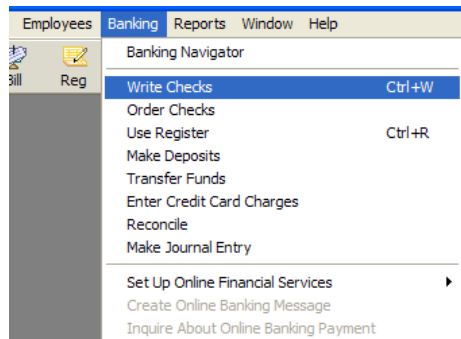 Employees Banking Reports Window Help
Bill Reg
Banking Navigator
Write Checks Ctrl+W
Order Checks
Use Register Ctrl+R
Make Deposits
Transfer Funds
Enter Credit Card Charges
Reconcile
Make Journal Entry
Set Up Online Financial Services
Create Online Banking Message
Inquire About Online Banking Payment